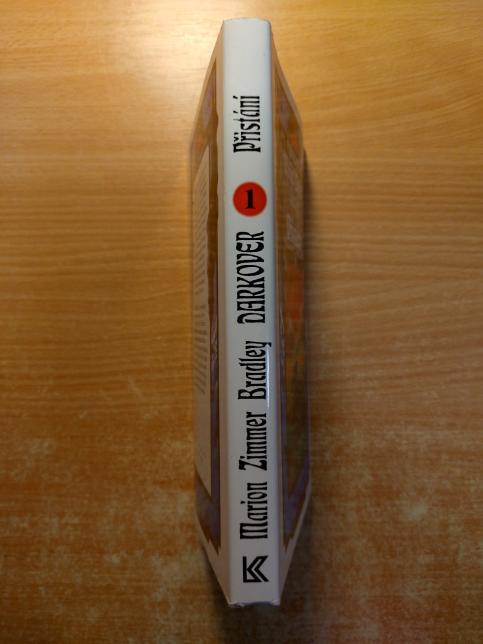 Marion Zimmer Bradley DARKOVER 1 Přistání